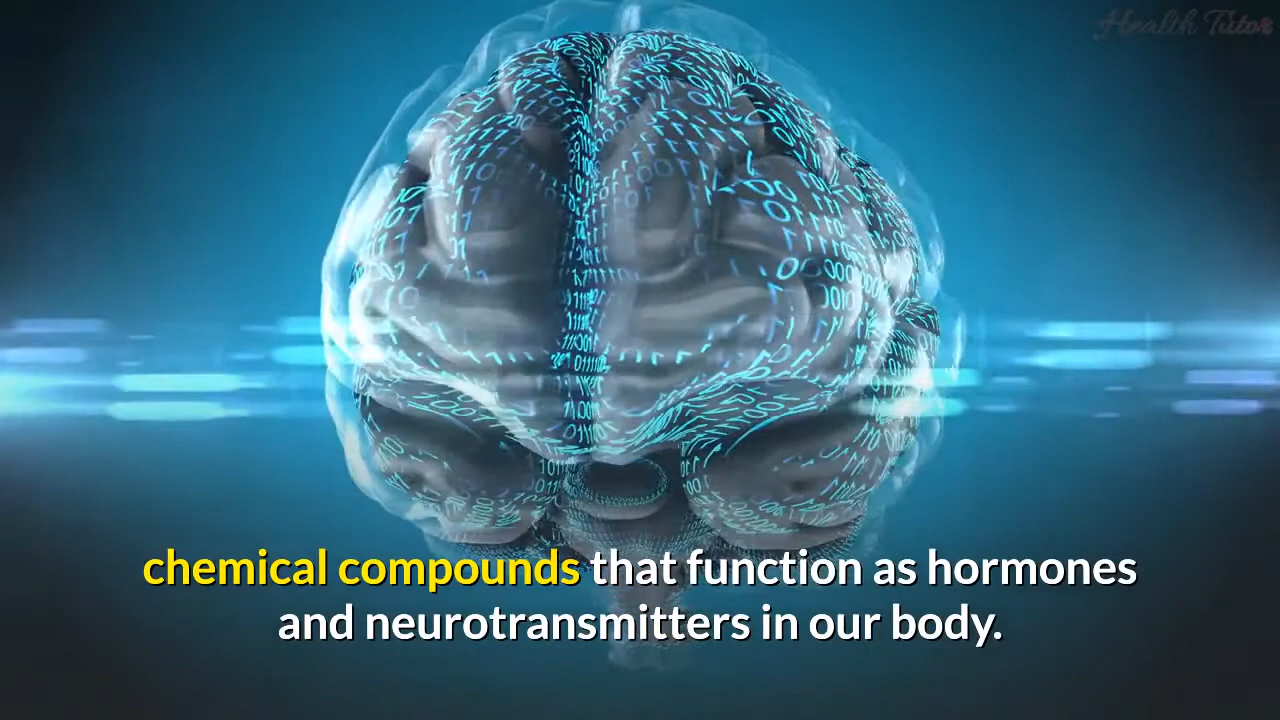 Health Tutor
chemical compounds that function as hormones
and neurotransmitters in our body.